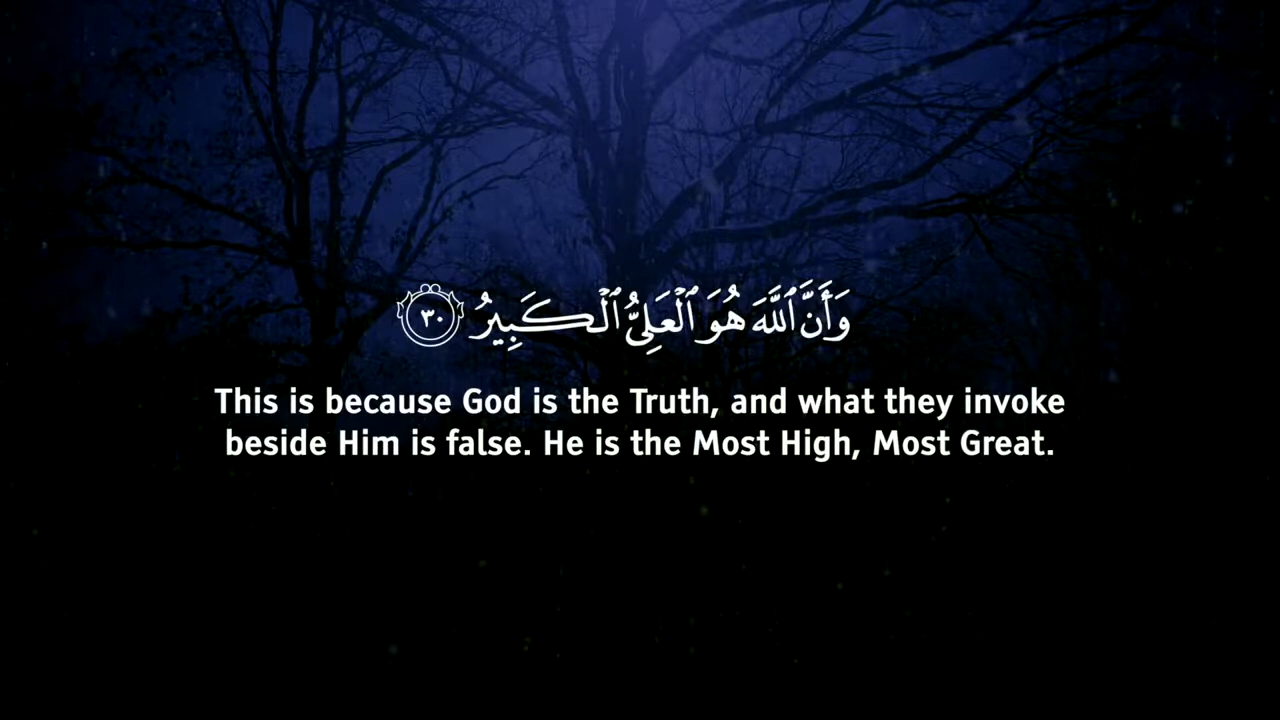 وَأَنَّ ٱللَّهَ هُوَ ٱلْعَلِىُّ ٱلْكَبِيرُ ٣٠
This is because God is the Truth, and what they invoke
beside Him is false. He is the Most High, Most Great.